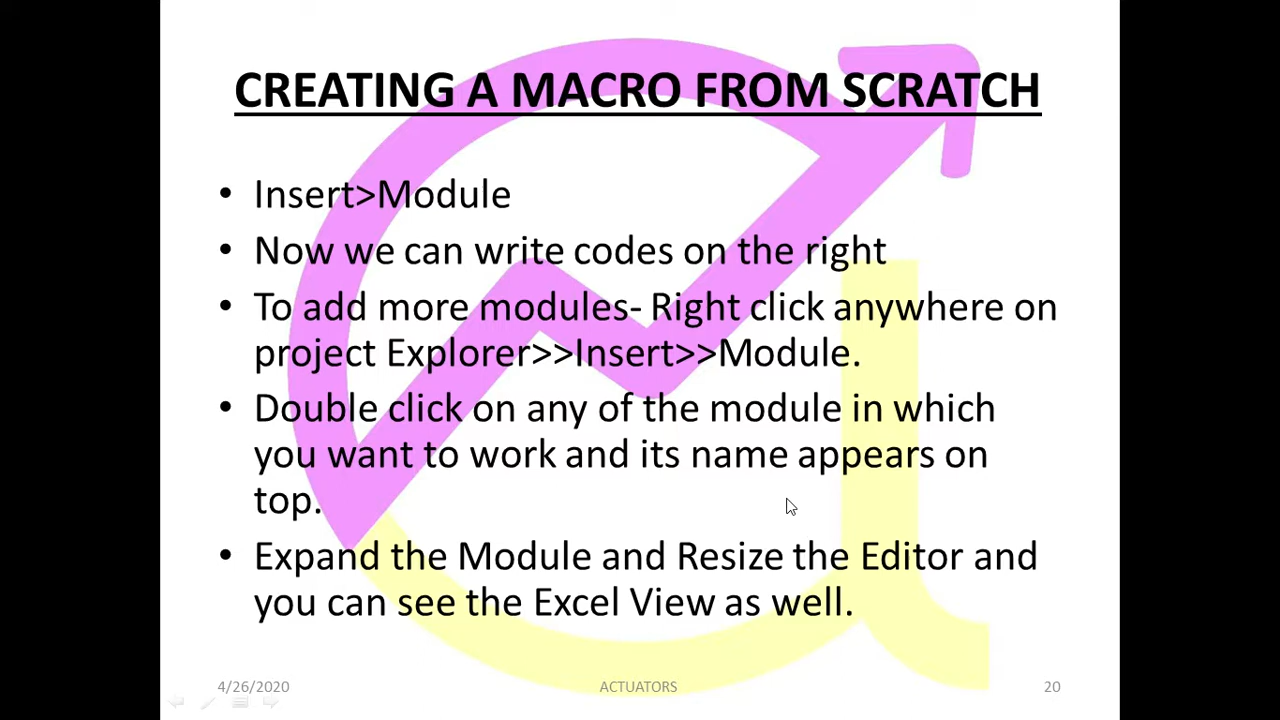 CREATING A MACRO FROM SCRATCH
• Insert>Module
• Now we can write codes on the right
• To add more modules- Right click anywhere on
project Explorer>>Insert>>Module.
• Double click on any of the module in which
you want to work and its name appears on
top.
• Expand the Module and Resize the Editor and
you can see the Excel View as well.
4/26/2020
ACTUATORS
20